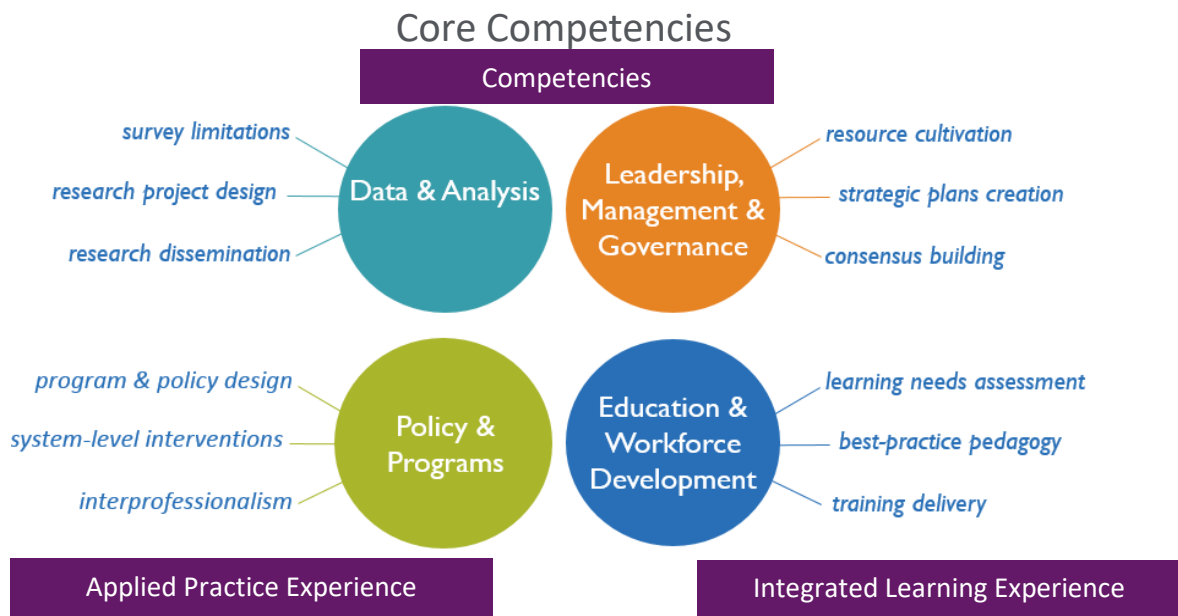 Core Competencies
Competencies
survey limitations
research project design
research dissemination
Data & Analysis
Leadership,
Management &
Governance
resource cultivation
strategic plans creation
consensus building
program & policy design
system-level interventions
interprofessionalism
Policy &
Programs
Education &
Workforce
Development
learning needs assessment
best-practice pedagogy
training delivery
Applied Practice Experience
Integrated Learning Experience